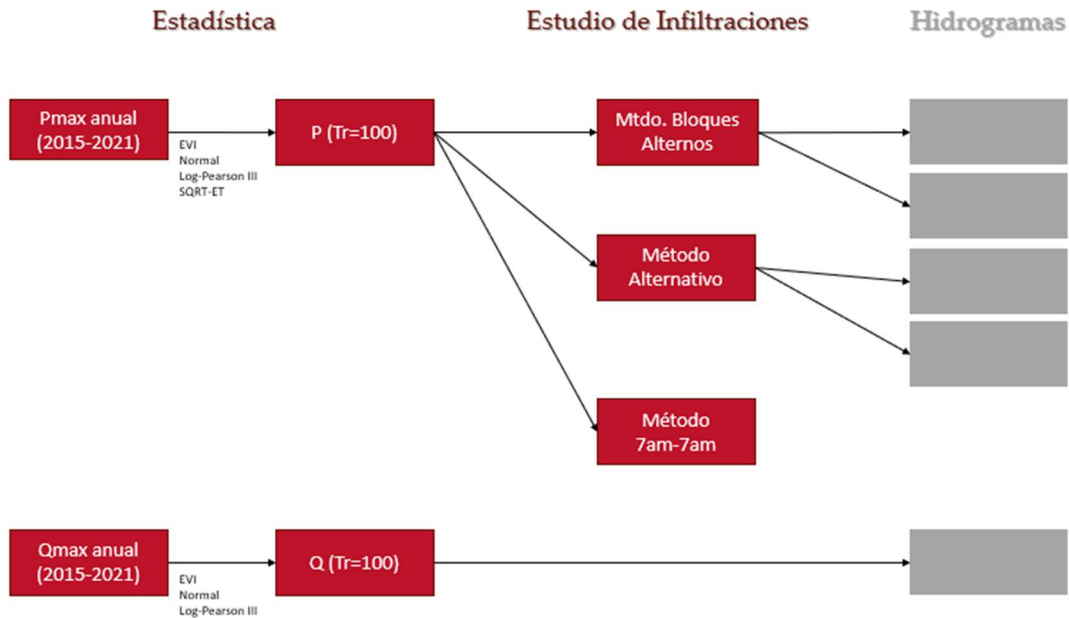 Estadística
Estudio de Infiltraciones
Hidrogramas
Pmax anual
(2015-2021)
EVI
Normal
Log-Pearson III
SQRT-ET
P (Tr=100)
Mtdo. Bloques
Alternos
Método
Alternativo
Método
7am-7am
Qmax anual
(2015-2021)
EVI
Normal
Log-Pearson III
Q (Tr=100)